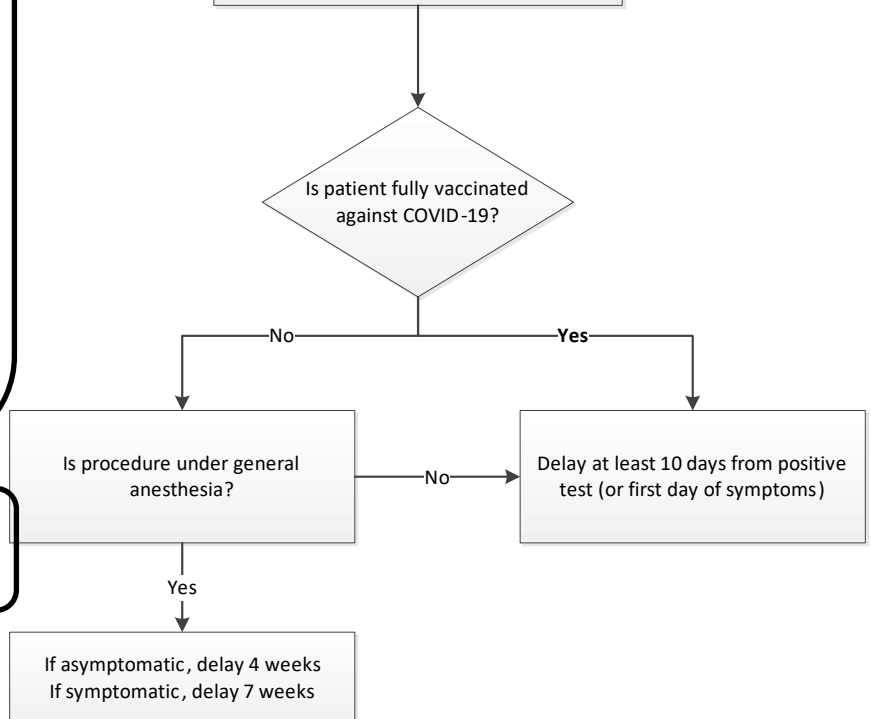 Is patient fully vaccinated
against COVID-19?
No
Yes
Is procedure under general
anesthesia?
No
Delay at least 10 days from positive
test (or first day of symptoms)
Yes
If asymptomatic, delay 4 weeks
If symptomatic, delay 7 weeks